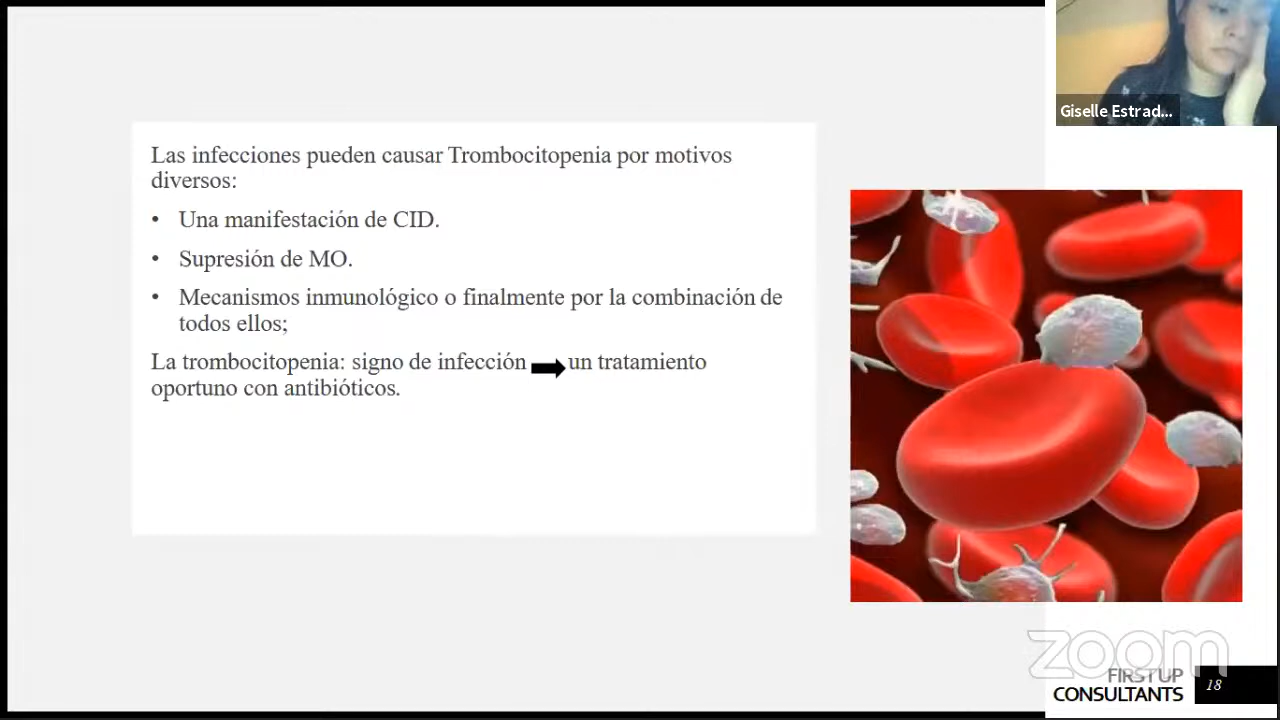 Giselle Estrad...
Las infecciones pueden causar Trombocitopenia por motivos
diversos:
• Una manifestación de CID.
• Supresión de MO.
• Mecanismos inmunológico o finalmente por la combinación de
todos ellos;
La trombocitopenia: signo de infección ➡ un tratamiento
oportuno con antibióticos.
zoom
FIRST UP
CONSULTANTS
18